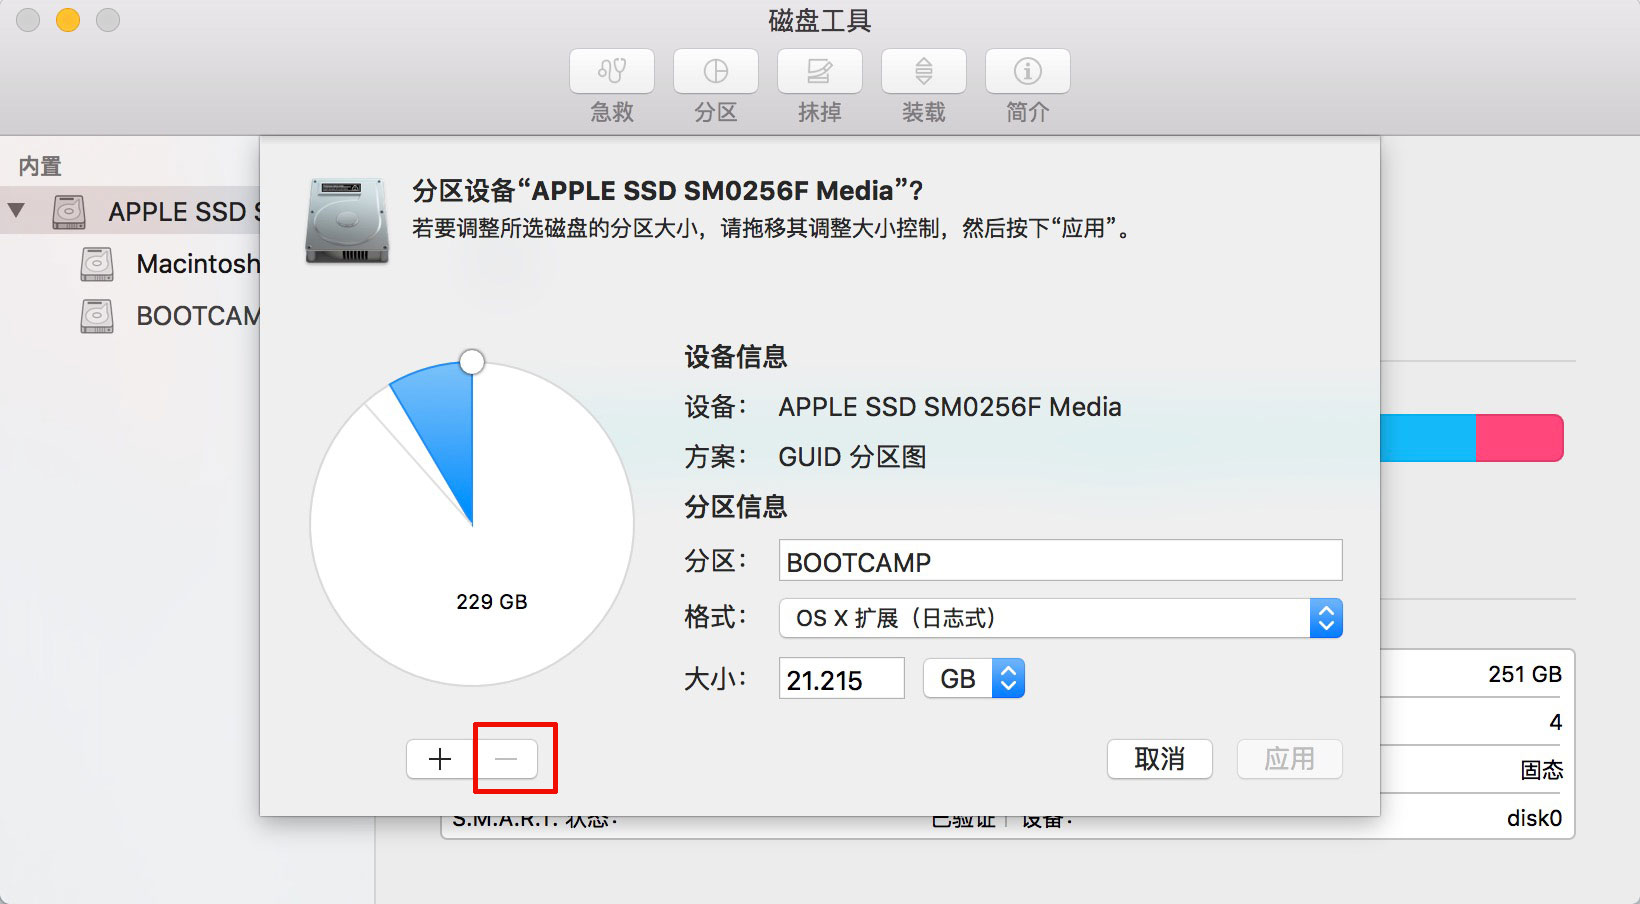 磁盘工具
急救
分区
抹掉
装载
简介
内置
APPLE SSD S
Macintosh
BOOTCAM
分区设备“APPLE SSD SM0256F Media”?
若要调整所选磁盘的分区大小，请拖移其调整大小控制，然后按下“应用”。
229 GB
设备信息
设备： APPLE SSD SM0256F Media
方案： GUID 分区图
分区信息
分区： BOOTCAMP
格式： OS X 扩展（日志式）
大小： 21.215 GB
取消 应用
251 GB
4
固态
S.M.A.R.T. 状态： 已验证 设备： disk0